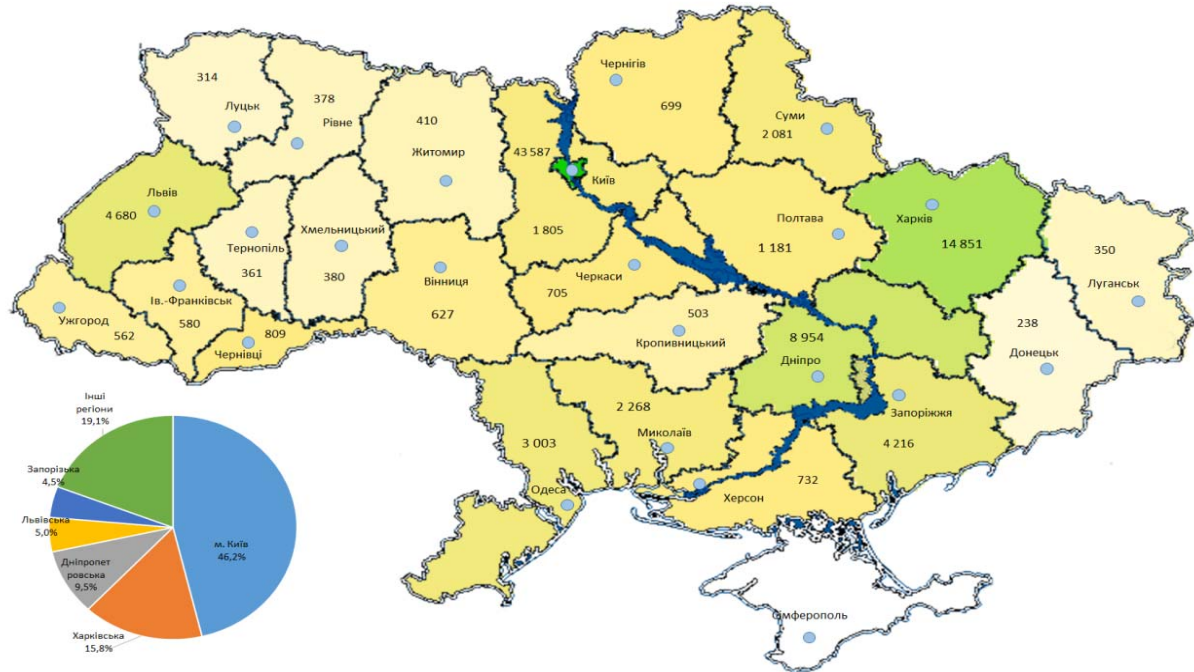 Чернігів
699
Суми
2 081
314
Луцьк
378
Рівне
410
Житомир
43 587
Київ
1 805
Львів
4 680
Тернопіль
361
Хмельницький
380
Полтава
1 181
Харків
14 851
350
Луганськ
Вінниця
627
Черкаси
705
Ів.-Франківськ
580
Ужгород
562
809
Чернівці
503
Кропивницький
8 954
Дніпро
238
Донецьк
2 268
Миколаїв
Запоріжжя
4 216
3 003
Одеса
732
Херсон
Сімферополь
Інші
регіони
19,1%
Запорізька
4,5%
Львівська
5,0%
Дніпропет
ровська
9,5%
Харківська
15,8%
м. Київ
46,2%